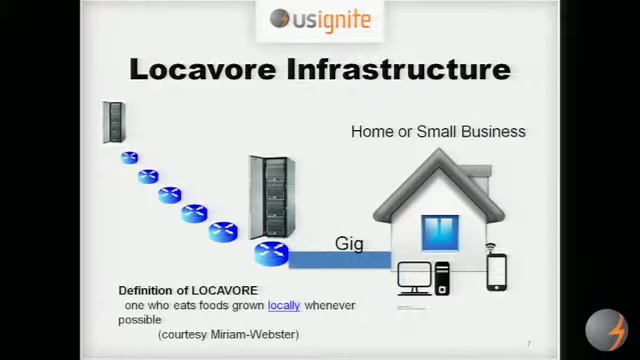 usignite
Locavore Infrastructure
Home or Small Business
Gig
Definition of LOCAVORE
one who eats foods grown locally whenever
possible
(courtesy Miriam-Webster)
7